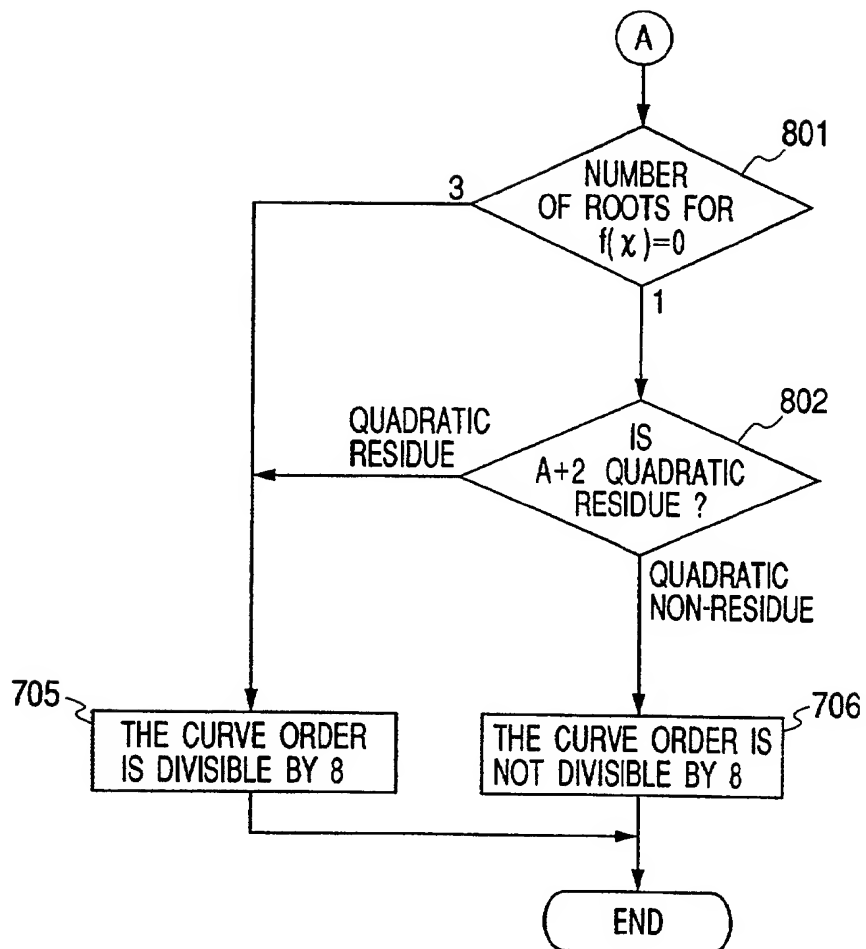 A
801
NUMBER
OF ROOTS FOR
f(χ)=0
3
1
802
QUADRATIC
RESIDUE
IS
A+2 QUADRATIC
RESIDUE ?
QUADRATIC
NON-RESIDUE
705
THE CURVE ORDER
IS DIVISIBLE BY 8
706
THE CURVE ORDER IS
NOT DIVISIBLE BY 8
END